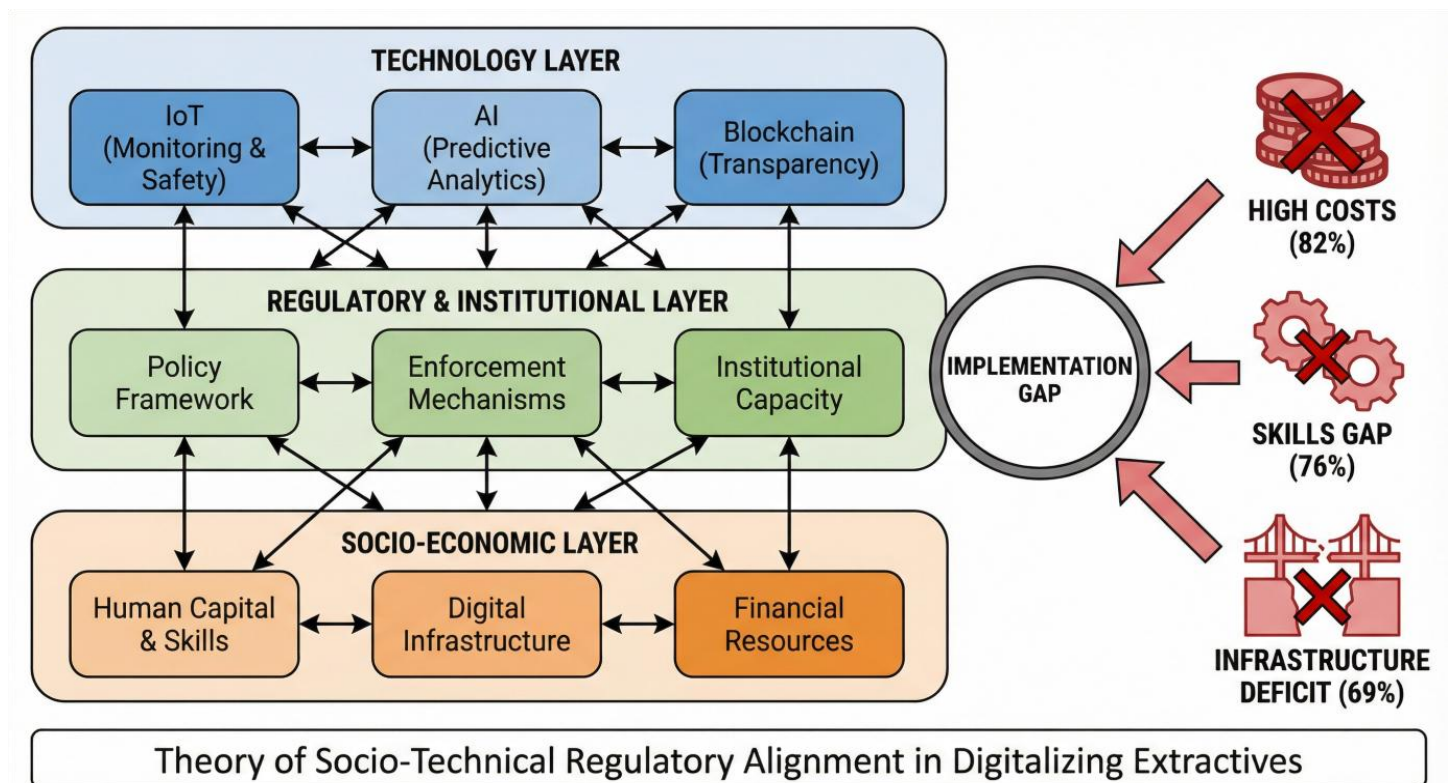 TECHNOLOGY LAYER
IoT
(Monitoring &
Safety)
AI
(Predictive
Analytics)
Blockchain
(Transparency)
REGULATORY & INSTITUTIONAL LAYER
Policy
Framework
Enforcement
Mechanisms
Institutional
Capacity
SOCIO-ECONOMIC LAYER
Human Capital
& Skills
Digital
Infrastructure
Financial
Resources
IMPLEMENTATION
GAP
HIGH COSTS
(82%)
SKILLS GAP
(76%)
INFRASTRUCTURE
DEFICIT (69%)
Theory of Socio-Technical Regulatory Alignment in Digitalizing Extractives